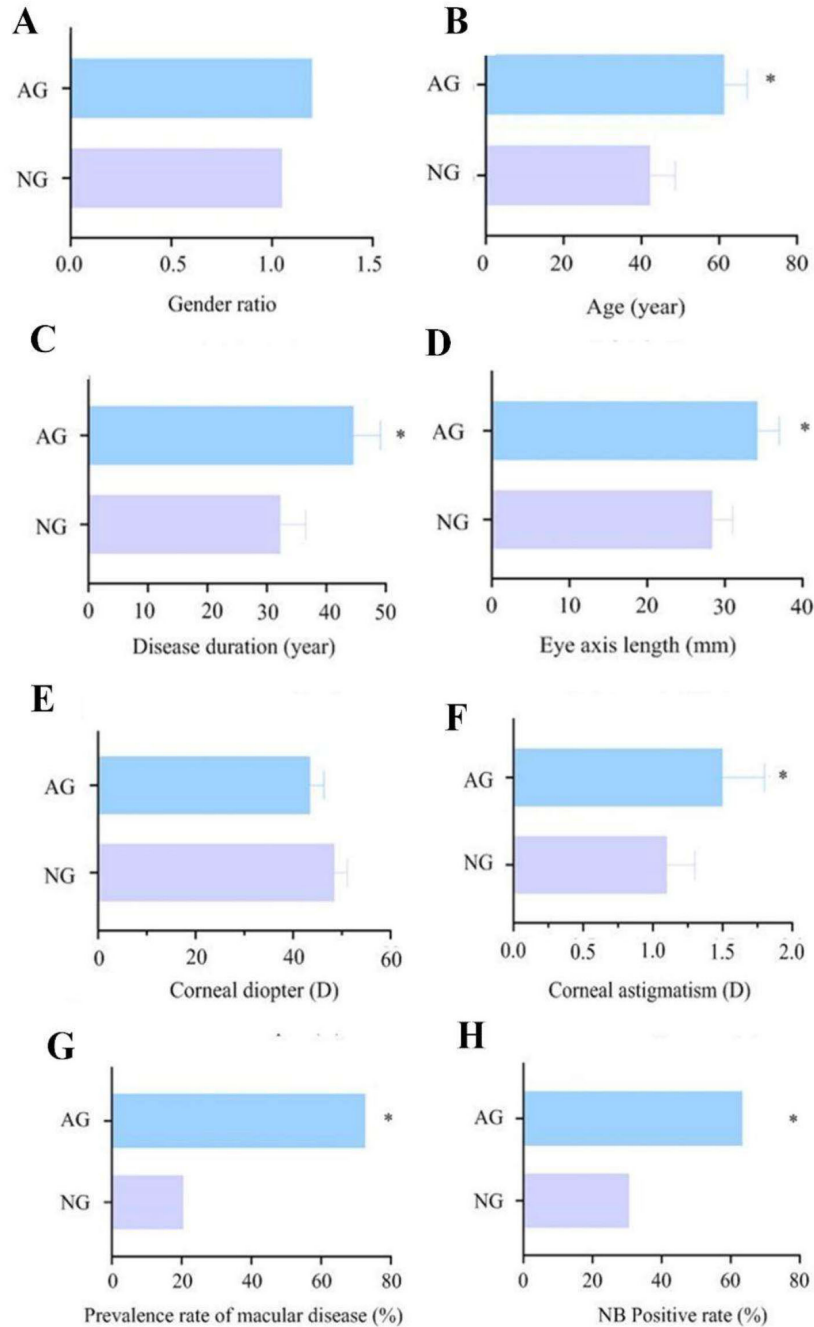 A
AG
NG
0.0 0.5 1.0 1.5
Gender ratio
B
AG
*
NG
0 20 40 60 80
Age (year)
C
AG
*
NG
0 10 20 30 40 50
Disease duration (year)
D
AG
*
NG
0 10 20 30 40
Eye axis length (mm)
E
AG
NG
0 20 40 60
Corneal diopter (D)
F
AG
*
NG
0.0 0.5 1.0 1.5 2.0
Corneal astigmatism (D)
G
AG
*
NG
0 20 40 60 80
Prevalence rate of macular disease (%)
H
AG
*
NG
0 20 40 60 80
NB Positive rate (%)